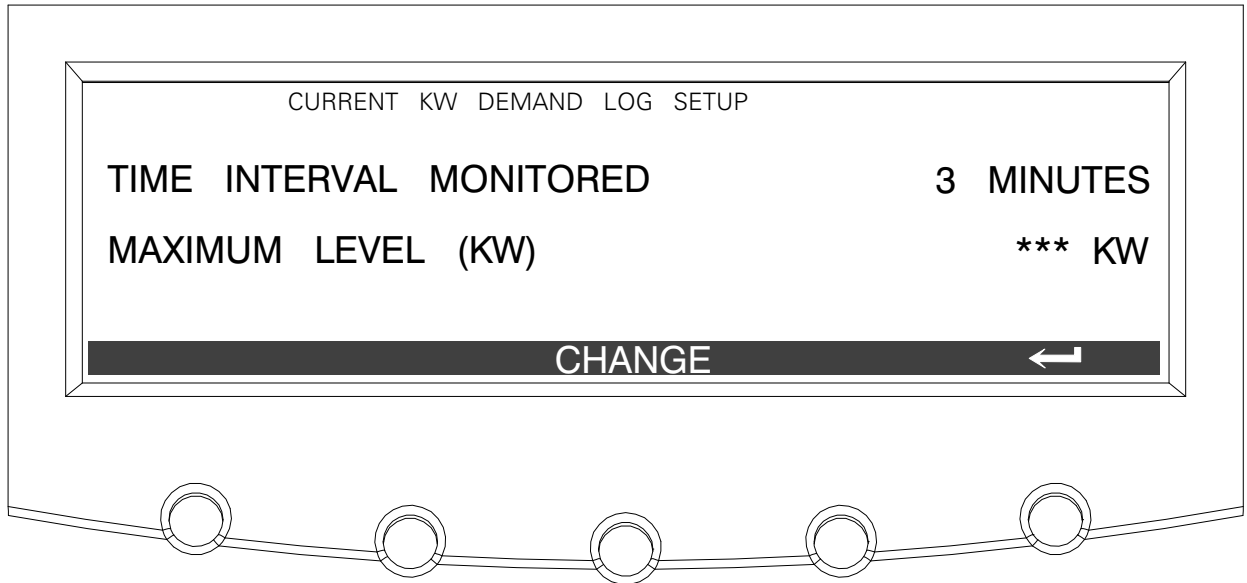 CURRENT KW DEMAND LOG SETUP
TIME INTERVAL MONITORED 3 MINUTES
MAXIMUM LEVEL (KW) *** KW
CHANGE